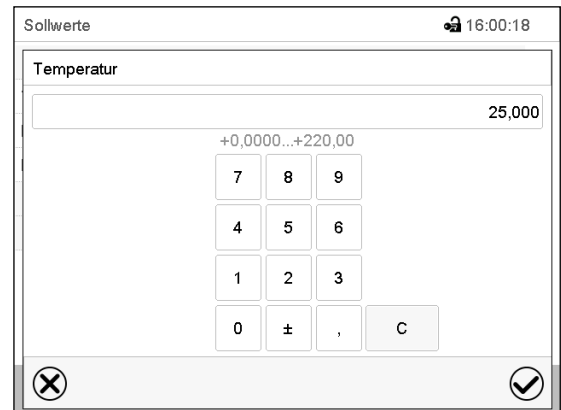 Sollwerte 16:00:18
Temperatur
25,000
+0,0000...+220,00
7 8 9
4 5 6
1 2 3
0 ± , C